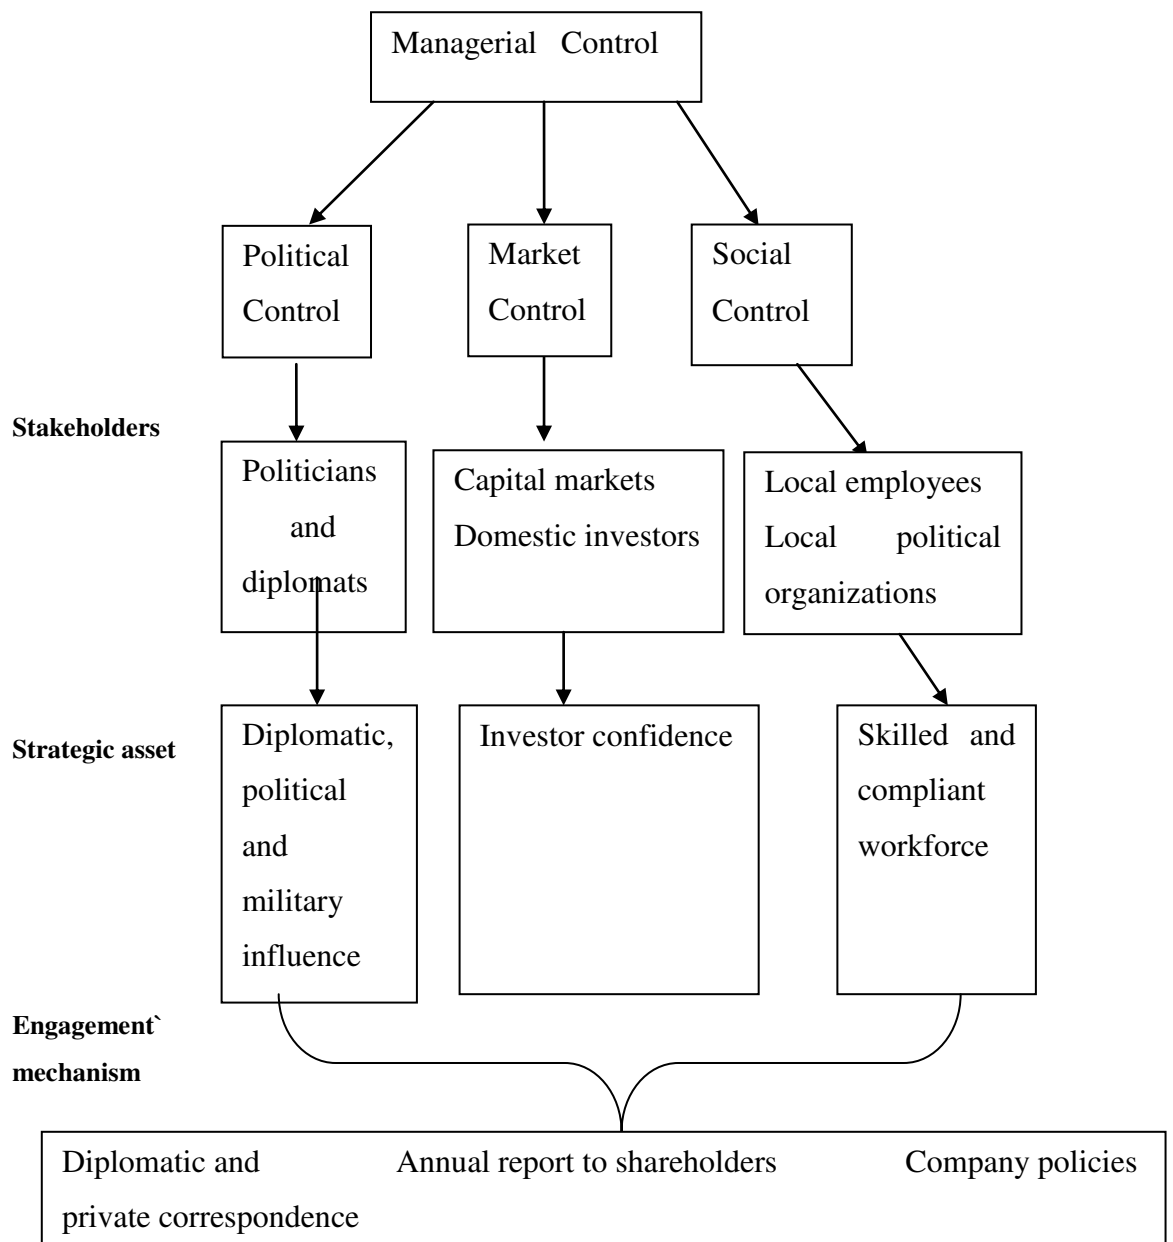 Managerial Control
Political
Control
Market
Control
Social
Control
Stakeholders
Politicians
and
diplomats
Capital markets
Domestic investors
Local employees
Local political
organizations
Strategic asset
Diplomatic,
political
and
military
influence
Investor confidence
Skilled and
compliant
workforce
Engagement`
mechanism
Diplomatic and Annual report to shareholders Company policies
private correspondence